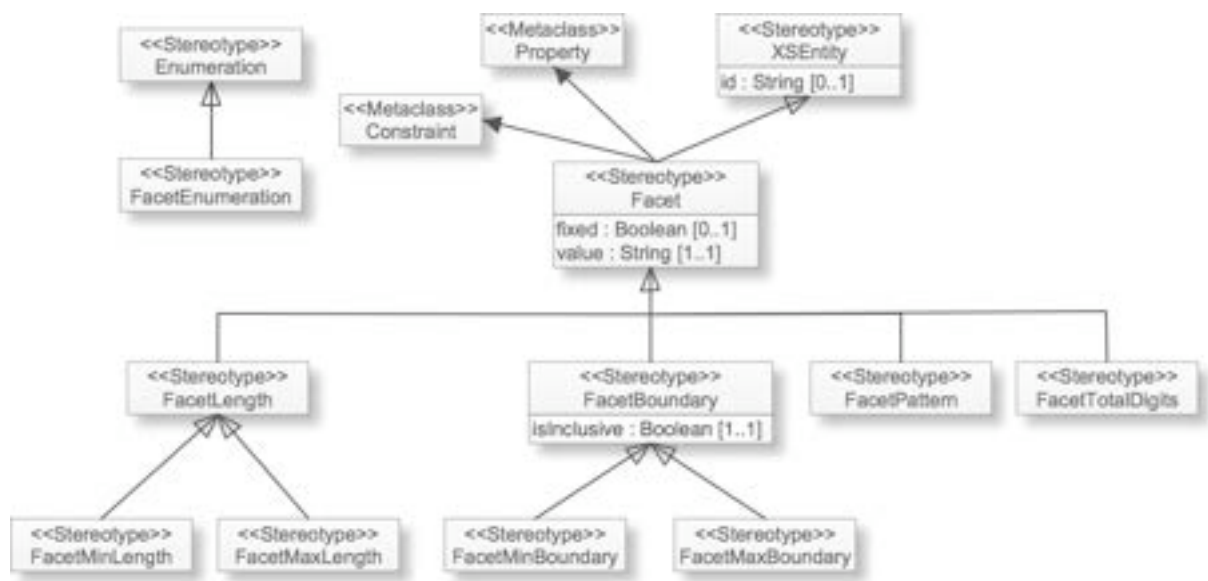 <<Stereotype>>
Enumeration
<<Metaclass>>
Property
<<Stereotype>>
XSEntity
id : String [0..1]
<<Metaclass>>
Constraint
<<Stereotype>>
FacetEnumeration
<<Stereotype>>
Facet
fixed : Boolean [0..1]
value : String [1..1]
<<Stereotype>>
FacetLength
<<Stereotype>>
FacetBoundary
isInclusive : Boolean [1..1]
<<Stereotype>>
FacetPattern
<<Stereotype>>
FacetTotalDigits
<<Stereotype>>
FacetMinLength
<<Stereotype>>
FacetMaxLength
<<Stereotype>>
FacetMinBoundary
<<Stereotype>>
FacetMaxBoundary